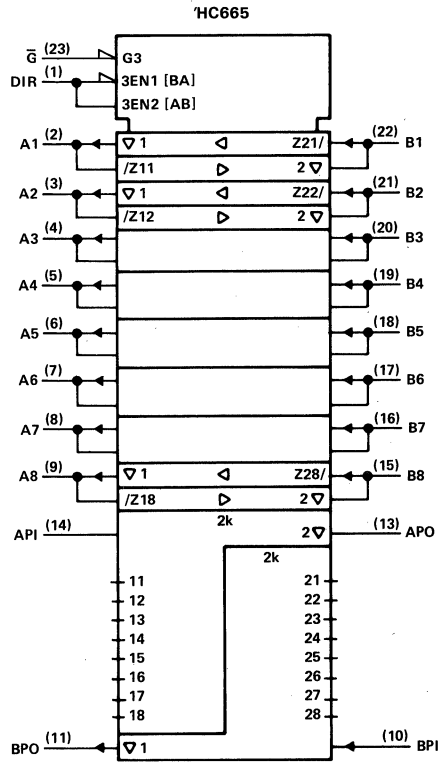 'HC665
G̅ (23) G3
DIR (1) 3EN1 [BA]
3EN2 [AB]
A1 (2) ▽ 1 ◁ Z21/ (22) B1
/Z11 ▷ 2 ▽
A2 (3) ▽ 1 ◁ Z22/ (21) B2
/Z12 ▷ 2 ▽
A3 (4) (20) B3
A4 (5) (19) B4
A5 (6) (18) B5
A6 (7) (17) B6
A7 (8) (16) B7
A8 (9) ▽ 1 ◁ Z28/ (15) B8
/Z18 ▷ 2 ▽
2k
API (14) 2 ▽ (13) APO
2k
11 21
12 22
13 23
14 24
15 25
16 26
17 27
18 28
BPO (11) ▽ 1 (10) BPI